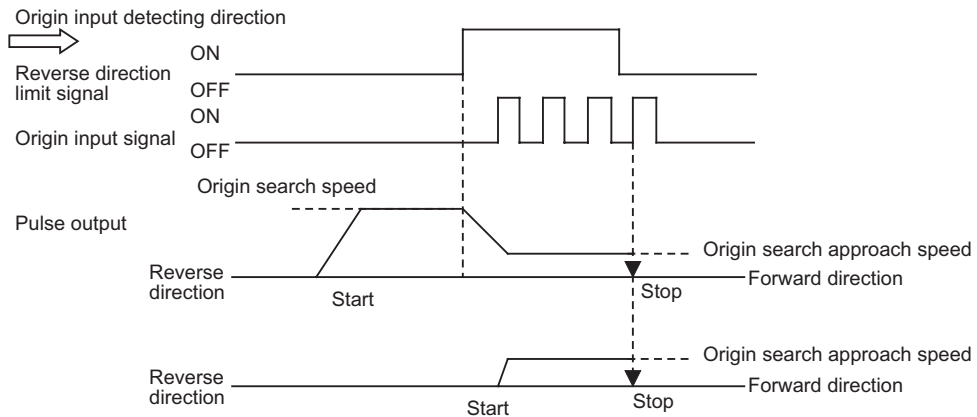 Origin input detecting direction
ON
Reverse direction
limit signal
OFF
ON
Origin input signal
OFF
Origin search speed
Pulse output
Origin search approach speed
Reverse
direction
Start
Stop
Forward direction
Origin search approach speed
Reverse
direction
Start
Stop
Forward direction